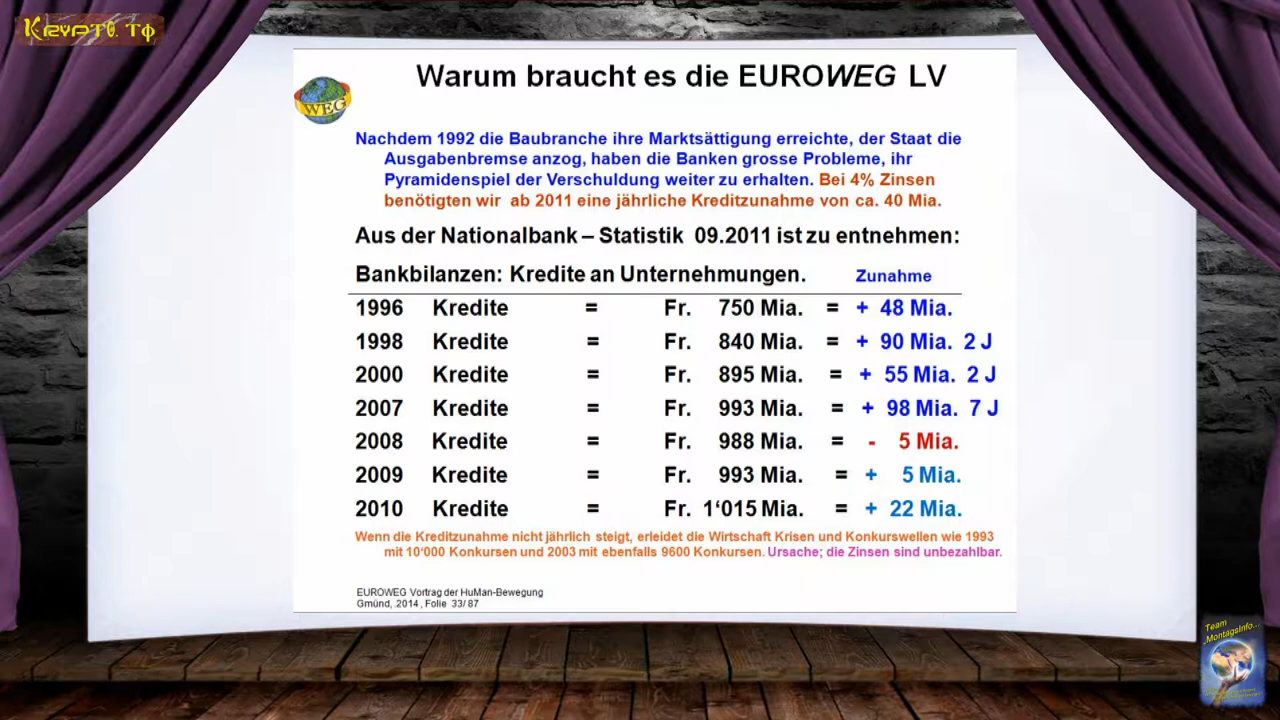 KRYPTO. TΦ
Warum braucht es die EUROWEG LV
WEG
Nachdem 1992 die Baubranche ihre Marktsättigung erreichte, der Staat die
Ausgabenbremse anzog, haben die Banken grosse Probleme, ihr
Pyramidenspiel der Verschuldung weiter zu erhalten. Bei 4% Zinsen
benötigten wir ab 2011 eine jährliche Kreditzunahme von ca. 40 Mia.
Aus der Nationalbank – Statistik 09.2011 ist zu entnehmen:
Bankbilanzen: Kredite an Unternehmungen. Zunahme
1996 Kredite = Fr. 750 Mia. = + 48 Mia.
1998 Kredite = Fr. 840 Mia. = + 90 Mia. 2 J
2000 Kredite = Fr. 895 Mia. = + 55 Mia. 2 J
2007 Kredite = Fr. 993 Mia. = + 98 Mia. 7 J
2008 Kredite = Fr. 988 Mia. = - 5 Mia.
2009 Kredite = Fr. 993 Mia. = + 5 Mia.
2010 Kredite = Fr. 1‘015 Mia. = + 22 Mia.
Wenn die Kreditzunahme nicht jährlich steigt, erleidet die Wirtschaft Krisen und Konkurswellen wie 1993
mit 10‘000 Konkursen und 2003 mit ebenfalls 9600 Konkursen. Ursache; die Zinsen sind unbezahlbar.
EUROWEG Vortrag der HuMan-Bewegung
Gmünd, .2014 , Folie 33/ 87
Team
„MontagsInfo...